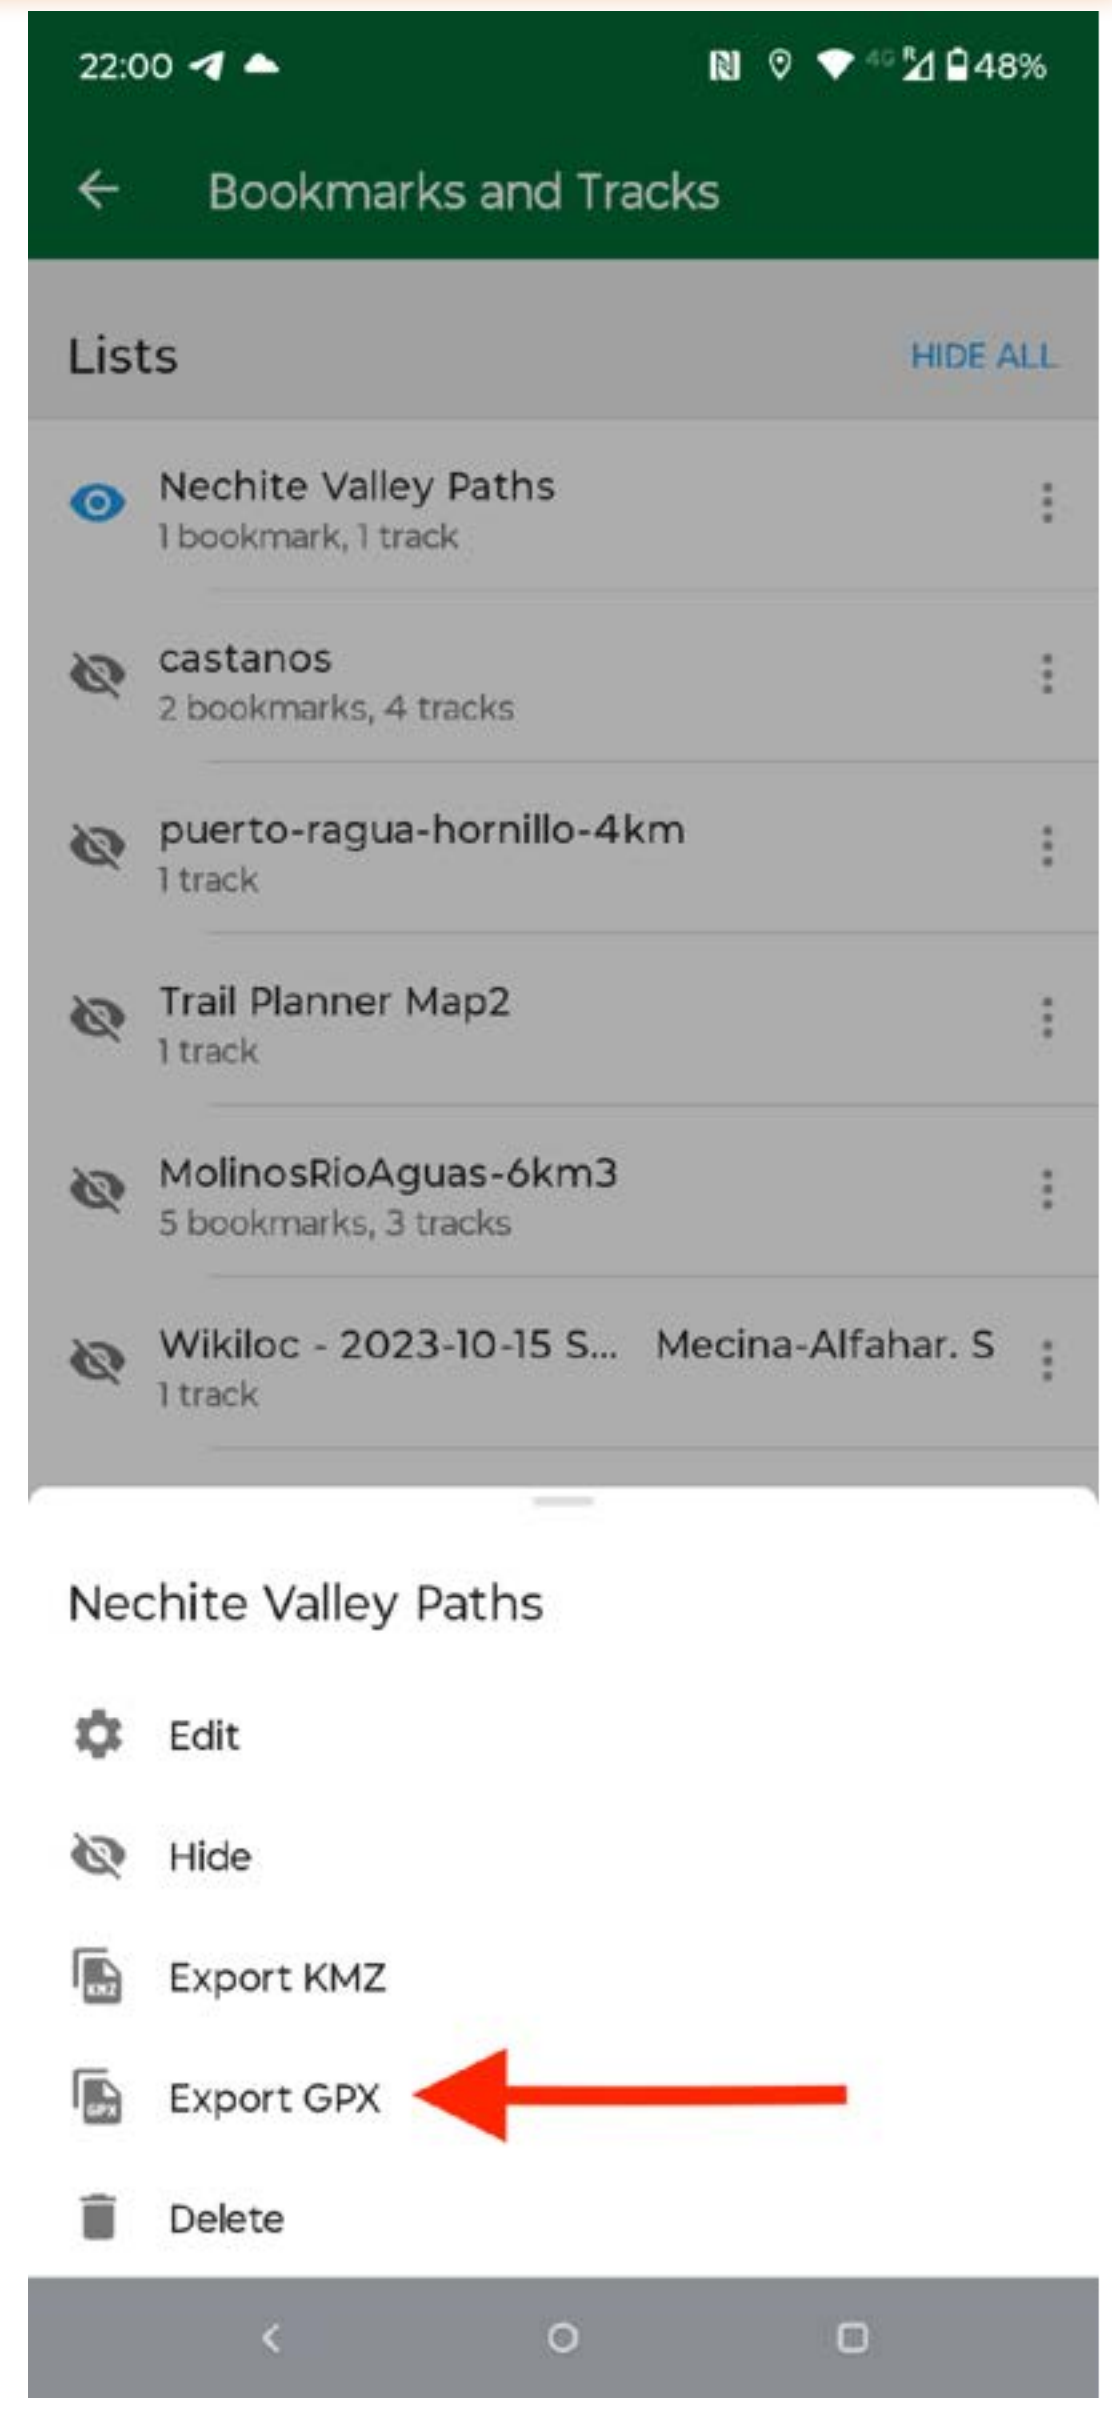 22:00 4G R 48%
Bookmarks and Tracks
Lists HIDE ALL
Nechite Valley Paths
1 bookmark, 1 track
castanos
2 bookmarks, 4 tracks
puerto-ragua-hornillo-4km
1 track
Trail Planner Map2
1 track
MolinosRioAguas-6km3
5 bookmarks, 3 tracks
Wikiloc - 2023-10-15 S... Mecina-Alfahar. S
1 track
Nechite Valley Paths
Edit
Hide
Export KMZ
GPX Export GPX
Delete